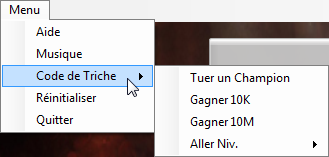 Menu
Aide
Musique
Code de Triche
Réinitialiser
Quitter
Tuer un Champion
Gagner 10K
Gagner 10M
Aller Niv.